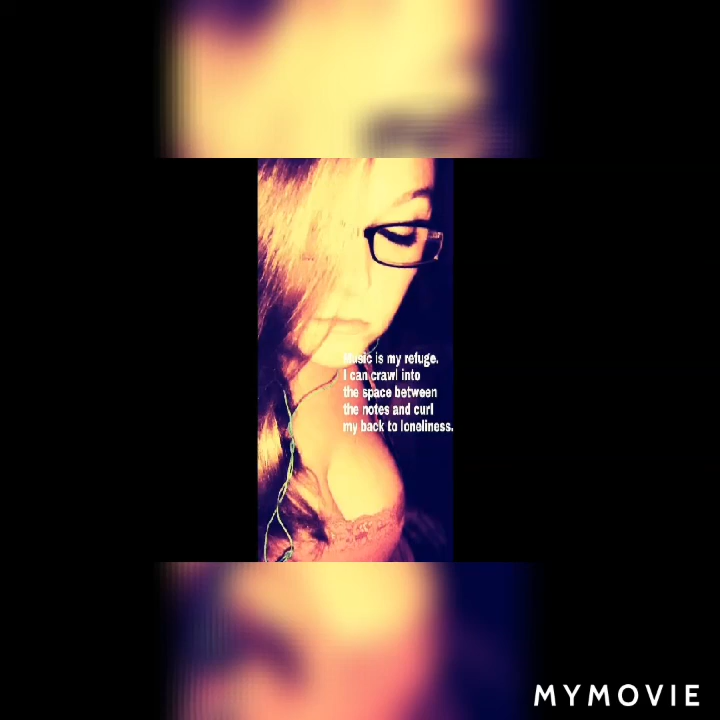 Music is my refuge.
I can crawl into
the space between
the notes and curl
my back to loneliness.
MYMOVIE